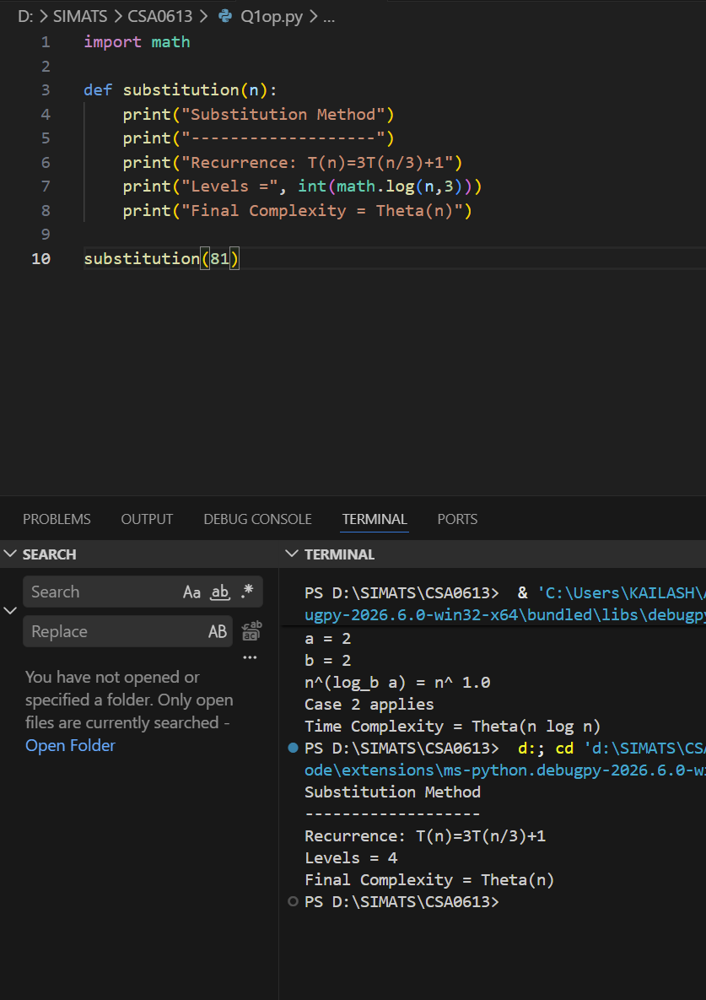 D: > SIMATS > CSA0613 > Q1op.py > ...
1 import math
2
3 def substitution(n):
4     print("Substitution Method")
5     print("-------------------")
6     print("Recurrence: T(n)=3T(n/3)+1")
7     print("Levels =", int(math.log(n,3)))
8     print("Final Complexity = Theta(n)")
9
10 substitution(81)
PROBLEMS OUTPUT DEBUG CONSOLE TERMINAL PORTS
SEARCH
Search Aa ab .*
Replace AB
...
You have not opened or
specified a folder. Only open
files are currently searched -
Open Folder
TERMINAL
PS D:\SIMATS\CSA0613>  & 'C:\Users\KAILASH\
ugpy-2026.6.0-win32-x64\bundled\libs\debugpy
a = 2
b = 2
n^(log_b a) = n^ 1.0
Case 2 applies
Time Complexity = Theta(n log n)
PS D:\SIMATS\CSA0613>  d:; cd 'd:\SIMATS\CSA
ode\extensions\ms-python.debugpy-2026.6.0-wi
Substitution Method
-------------------
Recurrence: T(n)=3T(n/3)+1
Levels = 4
Final Complexity = Theta(n)
PS D:\SIMATS\CSA0613>